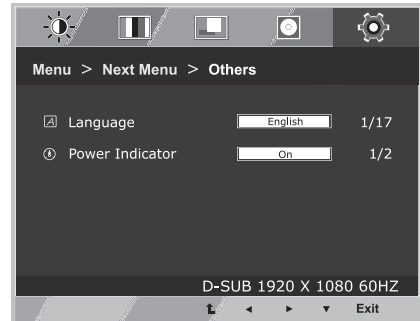 Menu > Next Menu > Others
A Language English 1/17
Power Indicator On 1/2
D-SUB 1920 X 1080 60HZ
Exit